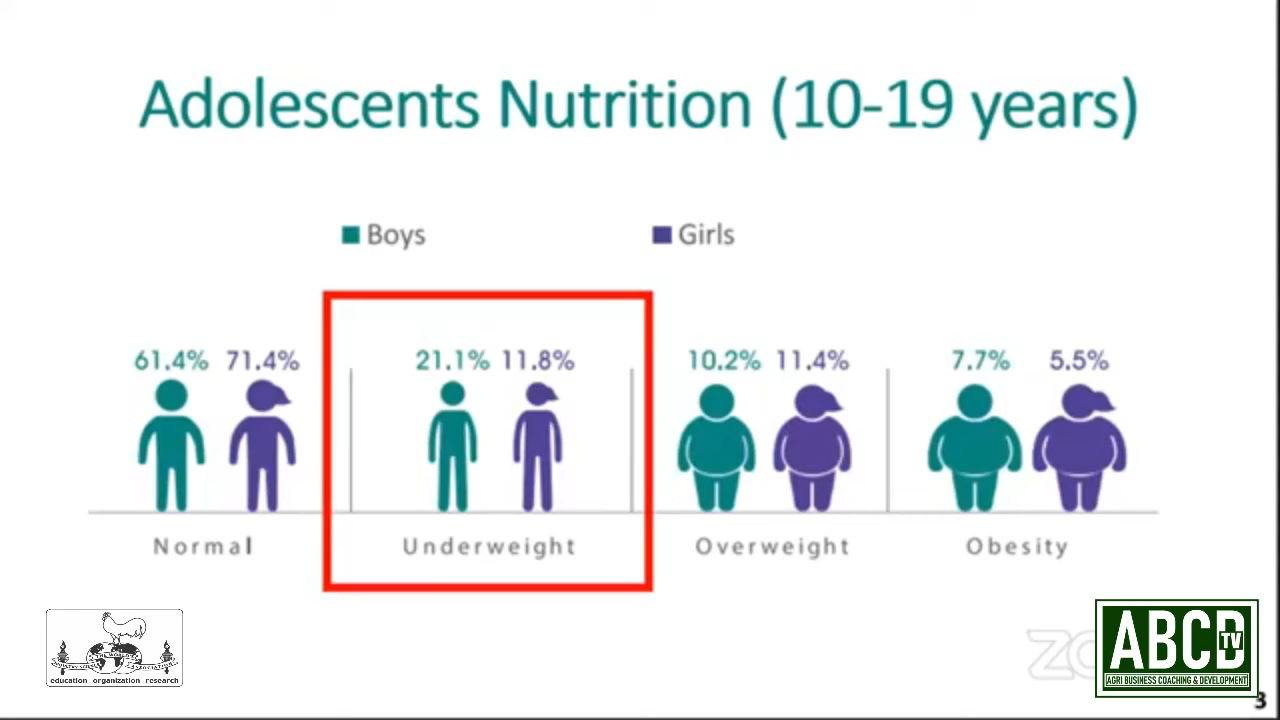 Adolescents Nutrition (10-19 years)
Boys Girls
61.4% 71.4% 21.1% 11.8% 10.2% 11.4% 7.7% 5.5%
Normal Underweight Overweight Obesity
education organization research
ABCD TV
AGRI BUSINESS COACHING & DEVELOPMENT
3